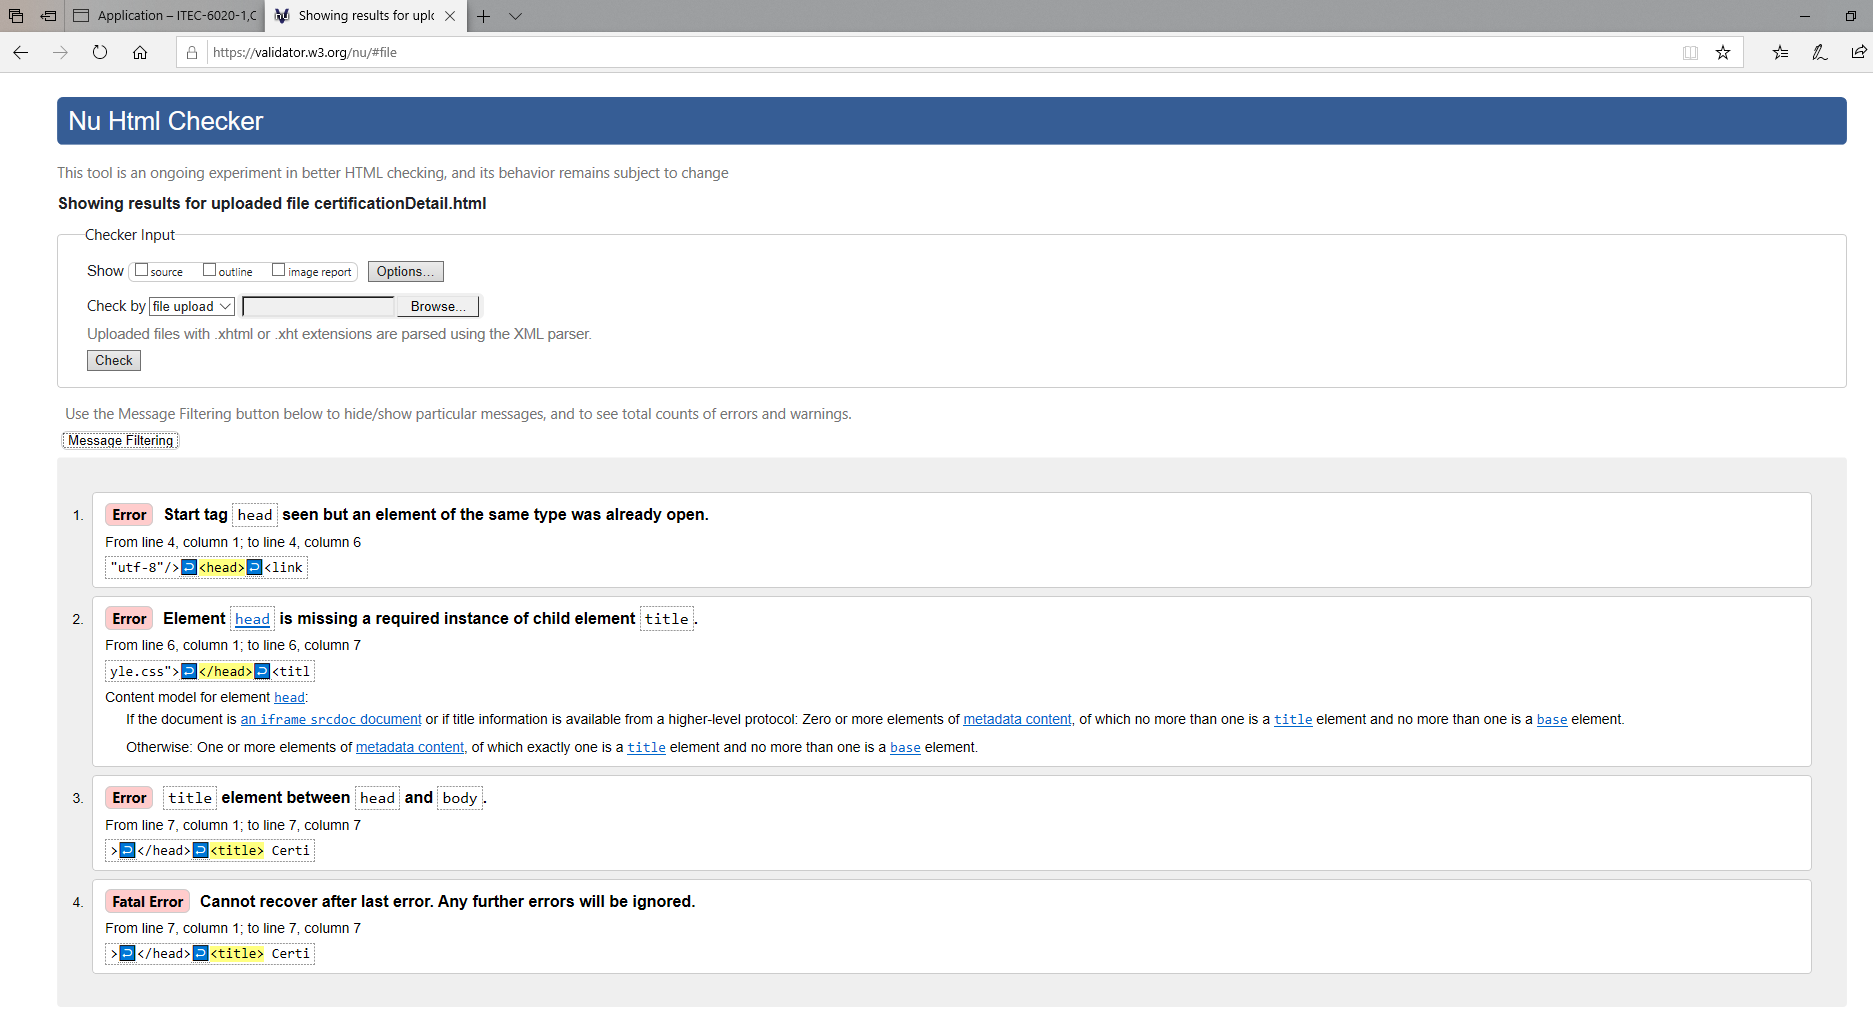 Application – ITEC-6020-1,C
Showing results for uplo
https://validator.w3.org/nu/#file
Nu Html Checker
This tool is an ongoing experiment in better HTML checking, and its behavior remains subject to change
Showing results for uploaded file certificationDetail.html
Checker Input
Show source outline image report Options...
Check by file upload Browse...
Uploaded files with .xhtml or .xht extensions are parsed using the XML parser.
Check
Use the Message Filtering button below to hide/show particular messages, and to see total counts of errors and warnings.
Message Filtering
1. Error Start tag head seen but an element of the same type was already open.
From line 4, column 1; to line 4, column 6
"utf-8"/>↩<head>↩<link
2. Error Element head is missing a required instance of child element title.
From line 6, column 1; to line 6, column 7
yle.css">↩</head>↩<titl
Content model for element head:
If the document is an iframe srcdoc document or if title information is available from a higher-level protocol: Zero or more elements of metadata content, of which no more than one is a title element and no more than one is a base element.
Otherwise: One or more elements of metadata content, of which exactly one is a title element and no more than one is a base element.
3. Error title element between head and body.
From line 7, column 1; to line 7, column 7
>↩</head>↩<title> Certi
4. Fatal Error Cannot recover after last error. Any further errors will be ignored.
From line 7, column 1; to line 7, column 7
>↩</head>↩<title> Certi